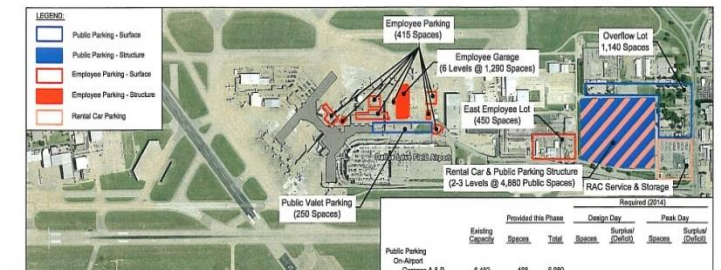 LEGEND:
Public Parking - Surface
Public Parking - Structure
Employee Parking - Surface
Employee Parking - Structure
Rental Car Parking
Employee Parking
(415 Spaces)
Employee Garage
(6 Levels @ 1,290 Spaces)
Overflow Lot
1,140 Spaces
East Employee Lot
(450 Spaces)
Dallas Love Field Airport
Rental Car & Public Parking Structure
(2-3 Levels @ 4,880 Public Spaces)
RAC Service & Storage
Public Valet Parking
(250 Spaces)
Required (2014)
Provided this Phase Design Day Peak Day
Existing Surplus/ Surplus/
Capacity Spaces Total Spaces (Deficit) Spaces (Deficit)
Public Parking
On-Airport